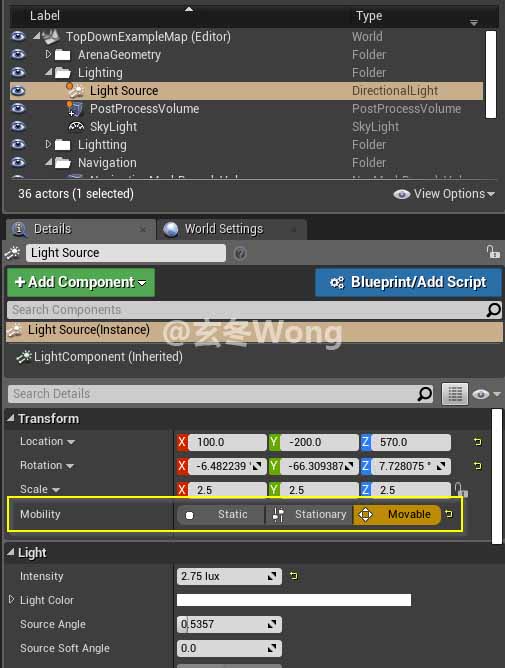 Label Type
TopDownExampleMap (Editor) World
ArenaGeometry Folder
Lighting Folder
Light Source DirectionalLight
PostProcessVolume PostProcessVolume
SkyLight SkyLight
Lightting Folder
Navigation Folder
36 actors (1 selected) View Options
Details World Settings
Light Source
+Add Component Blueprint/Add Script
Search Components
Light Source(Instance)
@玄冬Wong
LightComponent (Inherited)
Search Details
Transform
Location X 100.0 Y -200.0 Z 570.0
Rotation X -6.482239 ° Y -66.309387 Z 7.728075 °
Scale X 2.5 Y 2.5 Z 2.5
Mobility Static Stationary Movable
Light
Intensity 2.75 lux
Light Color
Source Angle 0.5357
Source Soft Angle 0.0